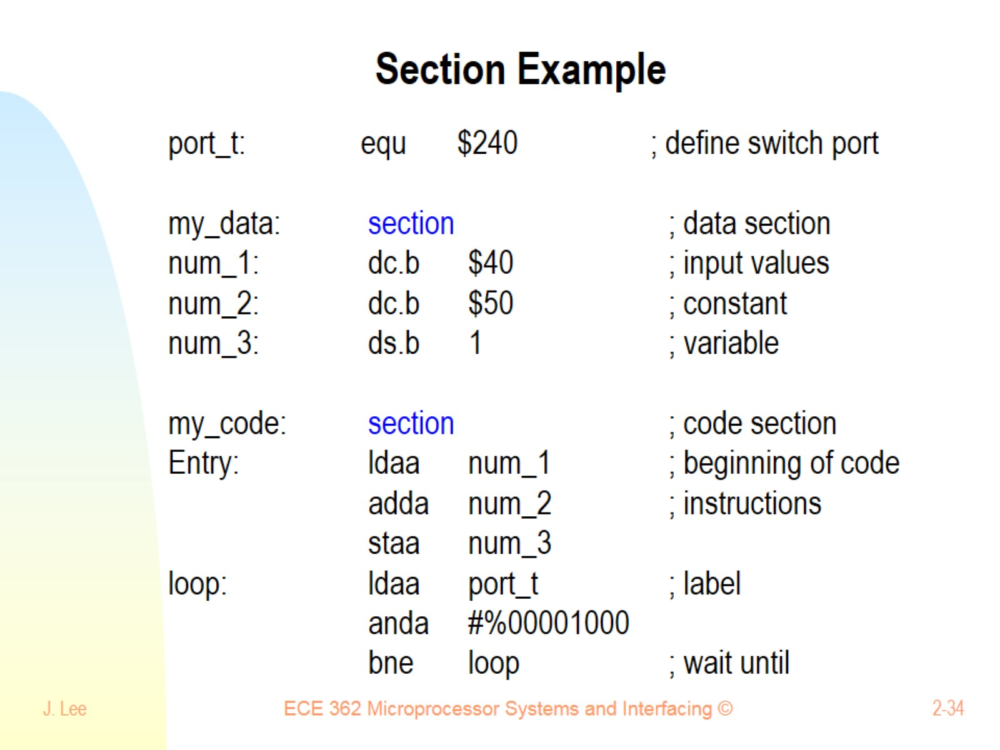 Section Example
port_t: equ $240 ; define switch port
my_data: section ; data section
num_1: dc.b $40 ; input values
num_2: dc.b $50 ; constant
num_3: ds.b 1 ; variable
my_code: section ; code section
Entry: ldaa num_1 ; beginning of code
adda num_2 ; instructions
staa num_3
loop: ldaa port_t ; label
anda #%00001000
bne loop ; wait until
J. Lee ECE 362 Microprocessor Systems and Interfacing © 2-34